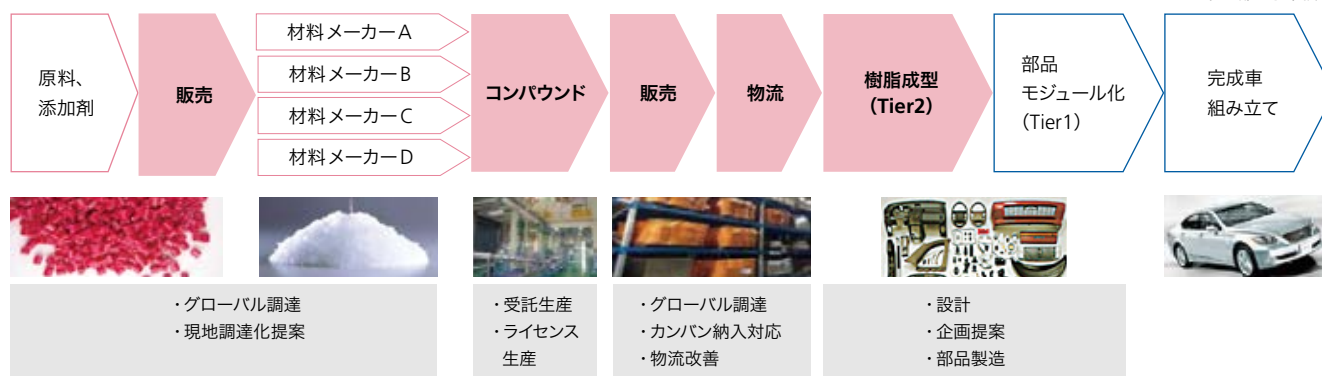 原料、
添加剤
販売
材料メーカーA
材料メーカーB
材料メーカーC
材料メーカーD
コンパウンド
販売
物流
樹脂成型
(Tier2)
部品
モジュール化
(Tier1)
完成車
組み立て
・グローバル調達
・現地調達化提案
・受託生産
・ライセンス
生産
・グローバル調達
・カンバン納入対応
・物流改善
・設計
・企画提案
・部品製造